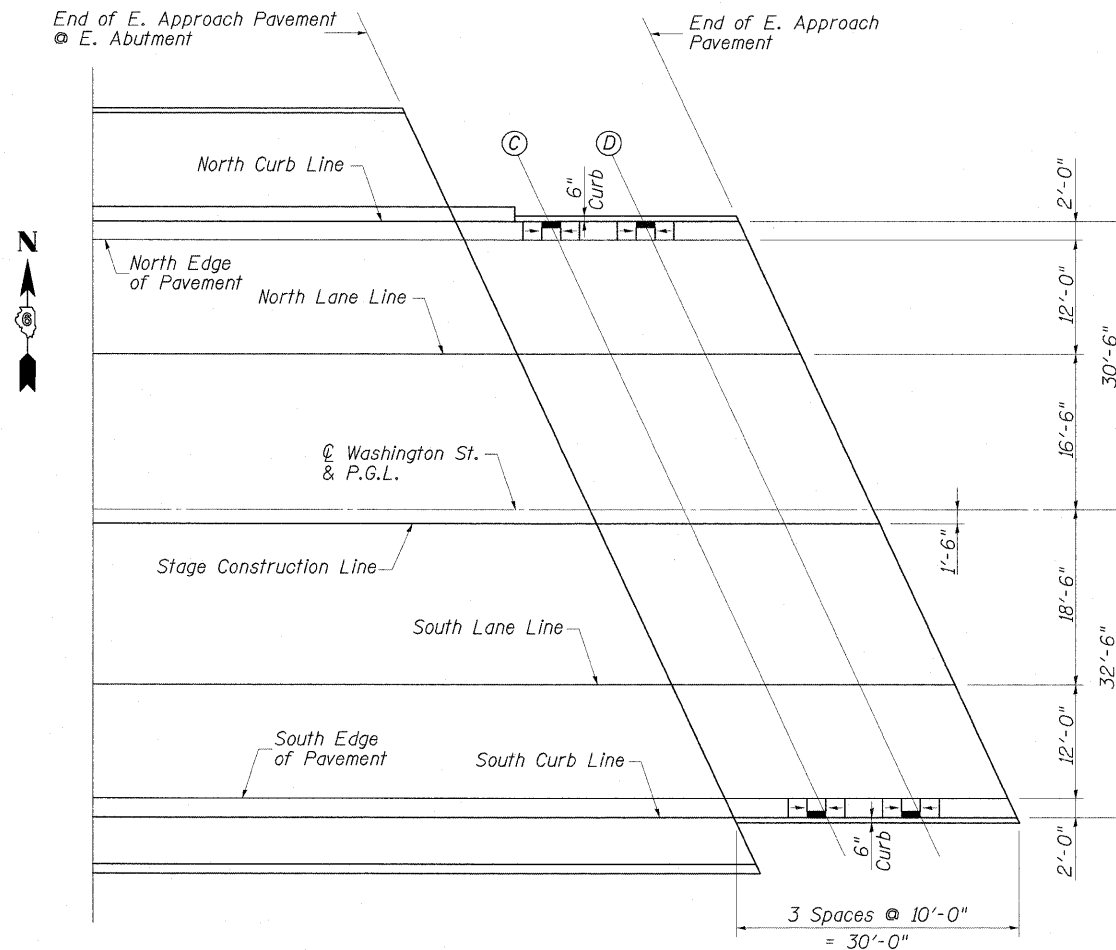 End of E. Approach Pavement
@ E. Abutment
End of E. Approach
Pavement
C
D
6"
Curb
2'-0"
North Curb Line
N
6
North Edge
of Pavement
12'-0"
North Lane Line
30'-6"
16'-6"
℄ Washington St.
& P.G.L.
1'-6"
Stage Construction Line
18'-6"
South Lane Line
32'-6"
12'-0"
South Edge
of Pavement
South Curb Line
6"
Curb
2'-0"
3 Spaces @ 10'-0"
= 30'-0"